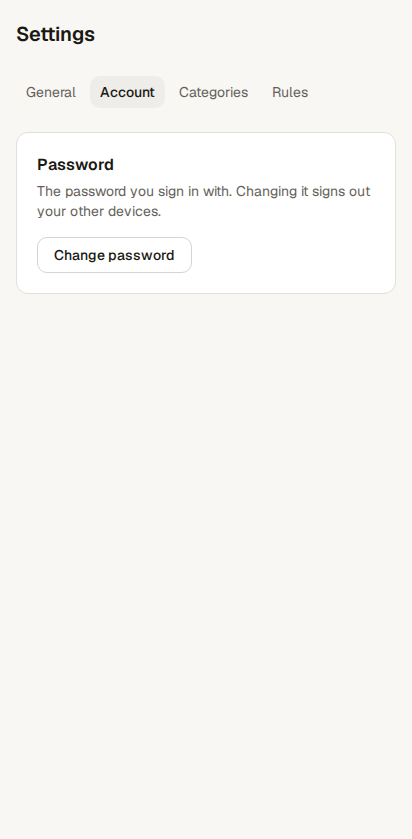 Settings
General Account Categories Rules
Password
The password you sign in with. Changing it signs out
your other devices.
Change password